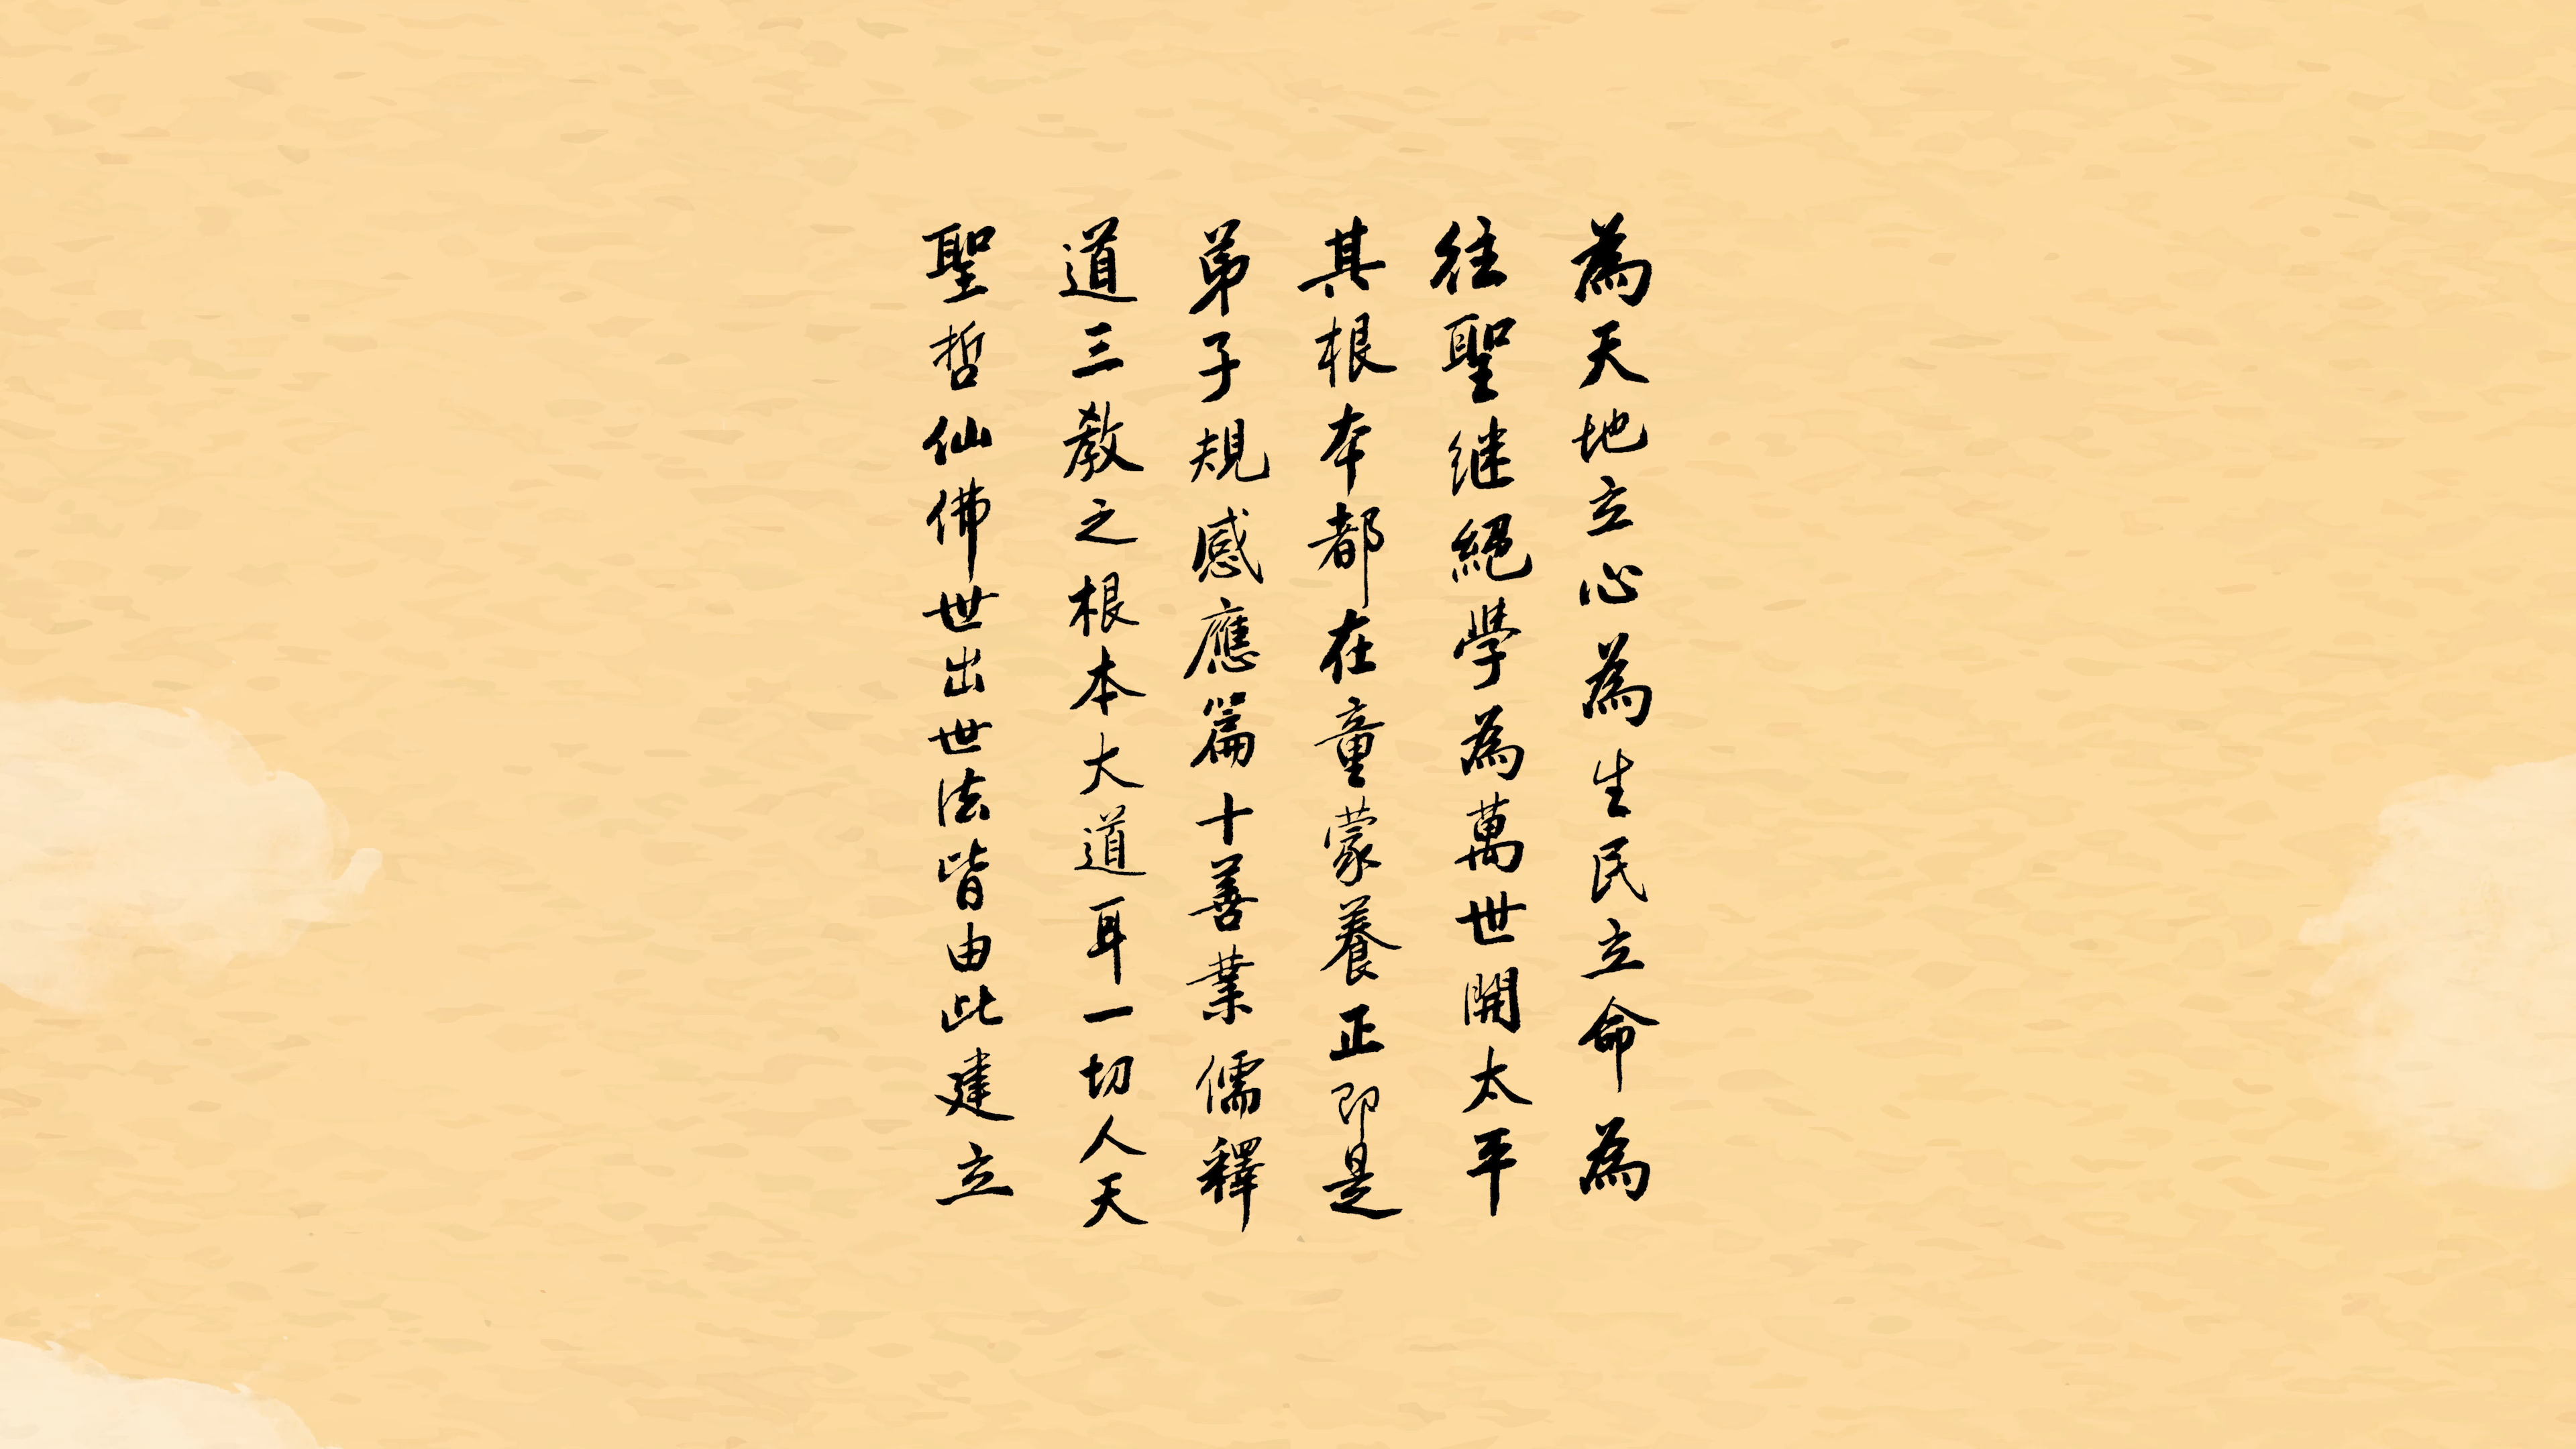 為天地立心為生民立命為
往聖継絕學為萬世開太平
其根本都在童蒙養正即是
弟子規感應篇十善業儒釋
道三教之根本大道耳一切人天
聖哲仙佛世出世法皆由此建立